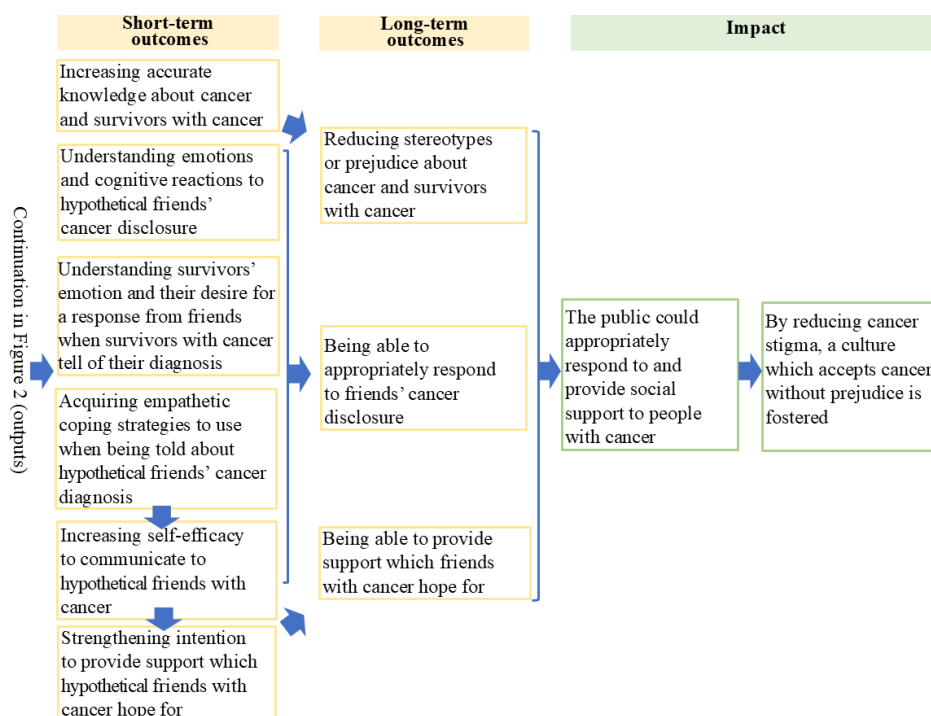 Short-term
outcomes
Long-term
outcomes
Impact
Continuation in Figure 2 (outputs)
Increasing accurate
knowledge about cancer
and survivors with cancer
Understanding emotions
and cognitive reactions to
hypothetical friends’
cancer disclosure
Understanding survivors’
emotion and their desire for
a response from friends
when survivors with cancer
tell of their diagnosis
Acquiring empathetic
coping strategies to use
when being told about
hypothetical friends’ cancer
diagnosis
Increasing self-efficacy
to communicate to
hypothetical friends with
cancer
Strengthening intention
to provide support which
hypothetical friends with
cancer hope for
Reducing stereotypes
or prejudice about
cancer and survivors
with cancer
Being able to
appropriately respond
to friends’ cancer
disclosure
Being able to provide
support which friends
with cancer hope for
The public could
appropriately
respond to and
provide social
support to people
with cancer
By reducing cancer
stigma, a culture
which accepts cancer
without prejudice is
fostered